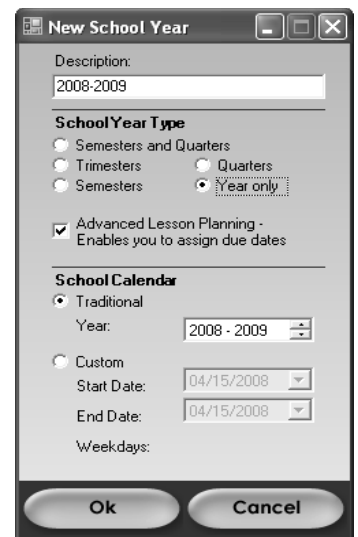 New School Year
Description:
2008-2009
School Year Type
Semesters and Quarters
Trimesters Quarters
Semesters Year only
Advanced Lesson Planning -
Enables you to assign due dates
School Calendar
Traditional
Year: 2008 - 2009
Custom
Start Date: 04/15/2008
End Date: 04/15/2008
Weekdays:
Ok Cancel